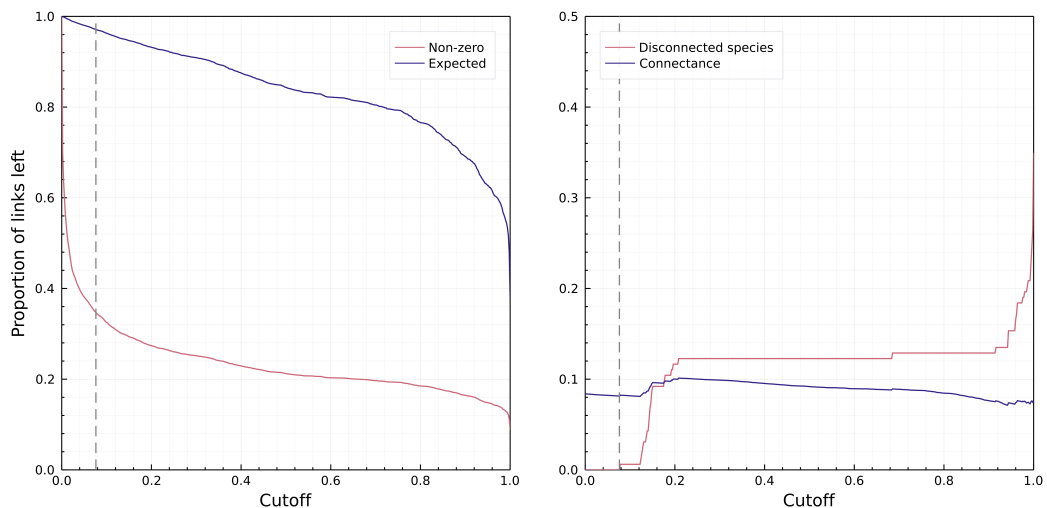 Proportion of links left
1.0
0.8
0.6
0.4
0.2
0.0
0.0 0.2 0.4 0.6 0.8 1.0
Cutoff
Non-zero
Expected
0.5
0.4
0.3
0.2
0.1
0.0
0.0 0.2 0.4 0.6 0.8 1.0
Cutoff
Disconnected species
Connectance